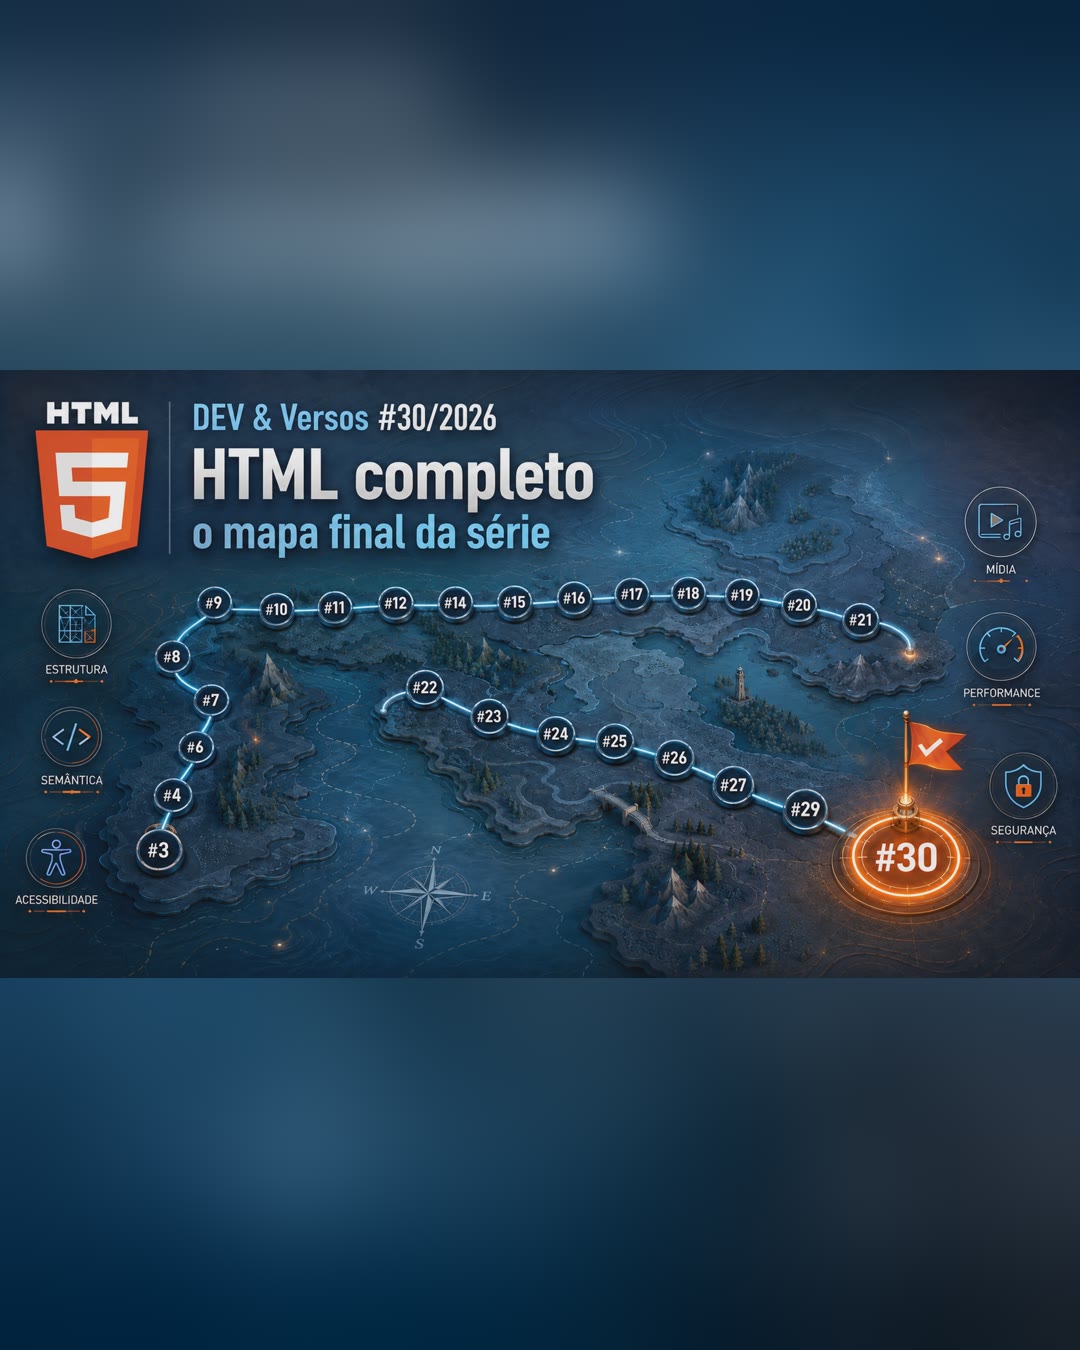 HTML
5
DEV & Versos #30/2026
HTML completo
o mapa final da série
ESTRUTURA
SEMÂNTICA
ACESSIBILIDADE
#3
#4
#6
#7
#8
#9
#10
#11
#12
#14
#15
#16
#17
#18
#19
#20
#21
#22
#23
#24
#25
#26
#27
#29
#30
MÍDIA
PERFORMANCE
SEGURANÇA
</>
N
W
E
S